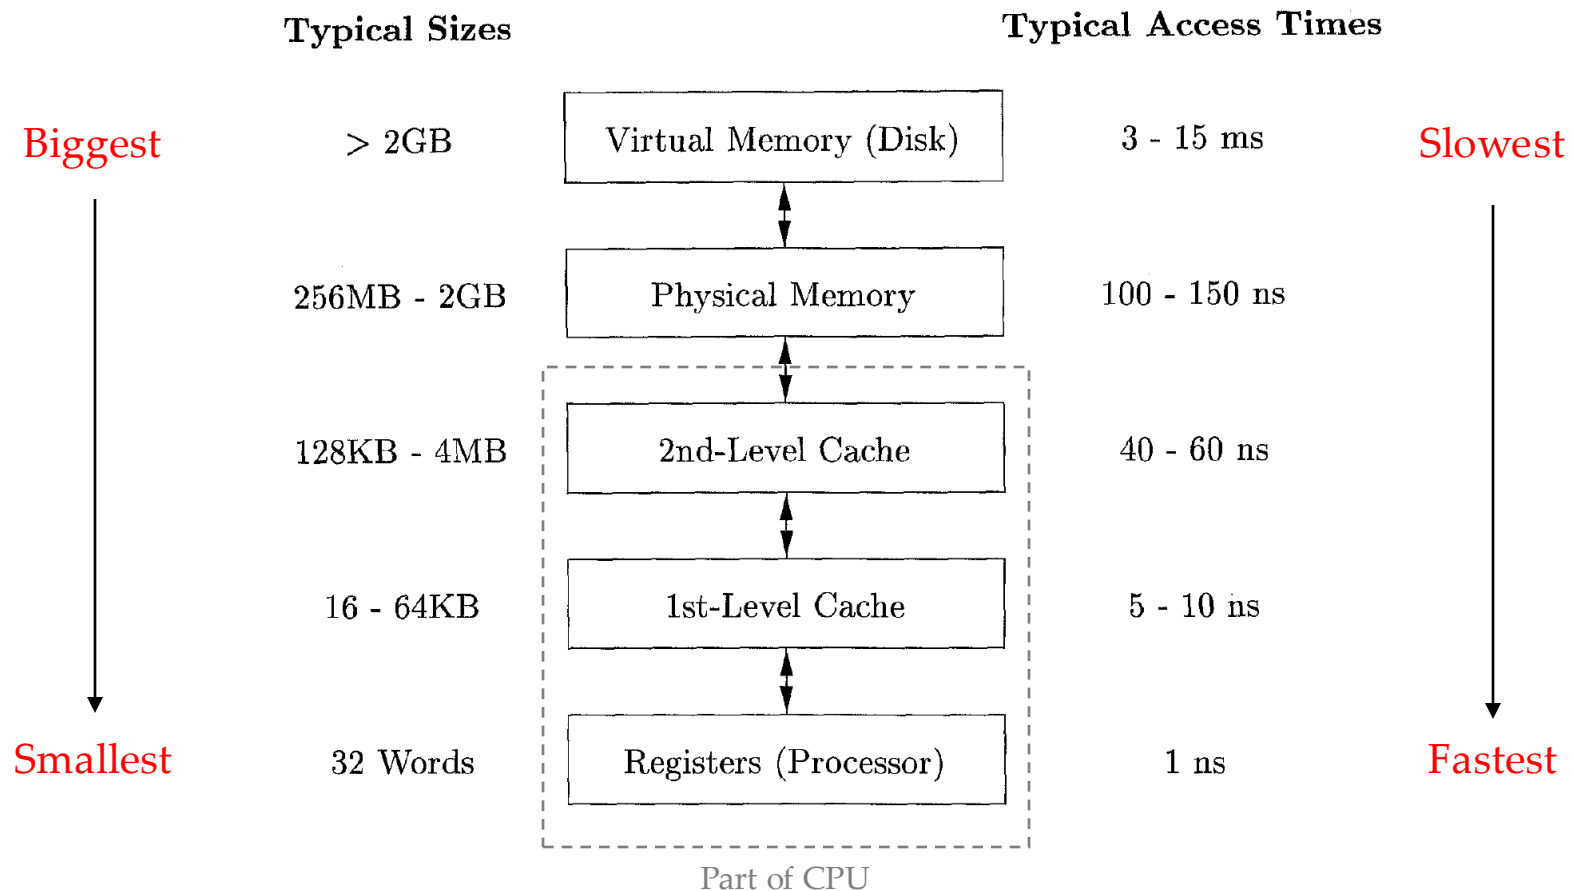 Typical Sizes Typical Access Times
Biggest > 2GB Virtual Memory (Disk) 3 - 15 ms Slowest
256MB - 2GB Physical Memory 100 - 150 ns
128KB - 4MB 2nd-Level Cache 40 - 60 ns
16 - 64KB 1st-Level Cache 5 - 10 ns
Smallest 32 Words Registers (Processor) 1 ns Fastest
Part of CPU